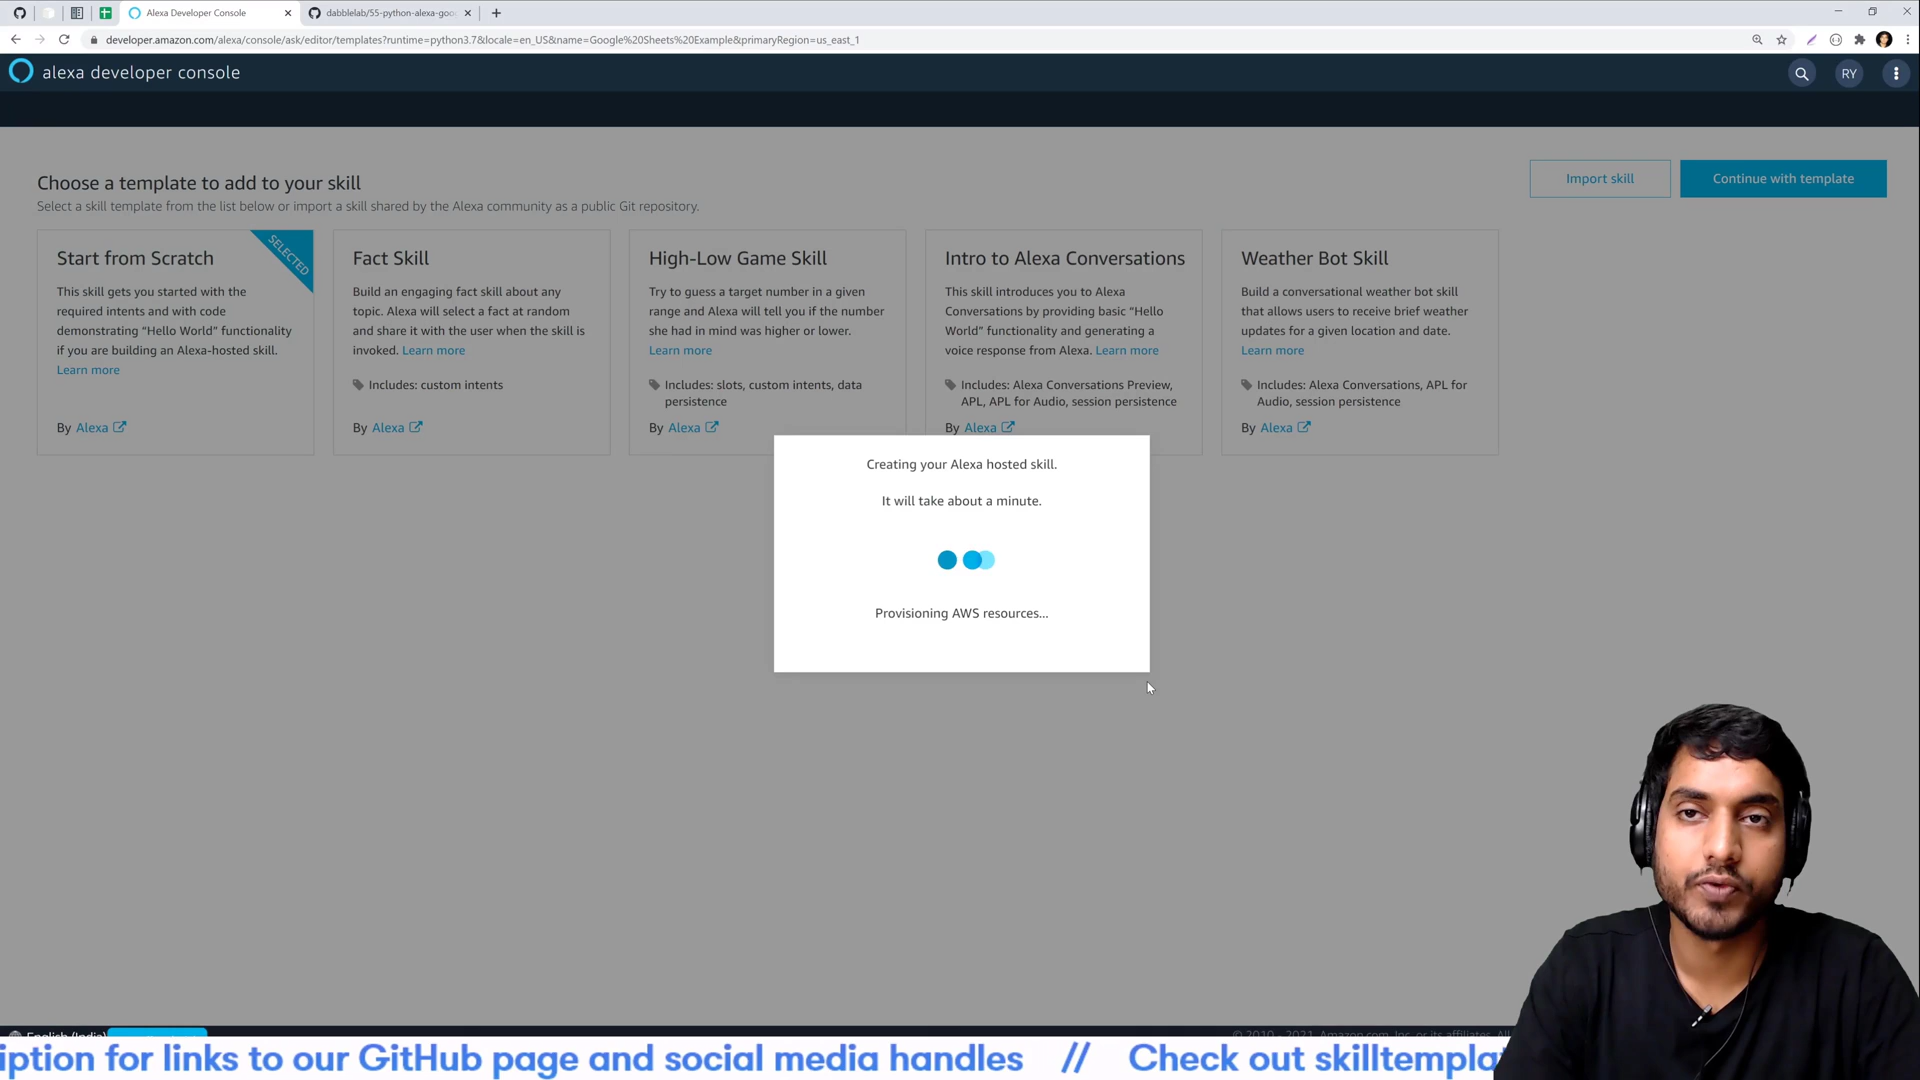 Alexa Developer Console
dabblelab/55-python-alexa-goo
developer.amazon.com/alexa/console/ask/editor/templates?runtime=python3.7&locale=en_US&name=Google%20Sheets%20Example&primaryRegion=us_east_1
alexa developer console
RY
Choose a template to add to your skill
Select a skill template from the list below or import a skill shared by the Alexa community as a public Git repository.
Import skill
Continue with template
Start from Scratch
SELECTED
This skill gets you started with the
required intents and with code
demonstrating “Hello World” functionality
if you are building an Alexa-hosted skill.
Learn more
By Alexa
Fact Skill
Build an engaging fact skill about any
topic. Alexa will select a fact at random
and share it with the user when the skill is
invoked. Learn more
Includes: custom intents
By Alexa
High-Low Game Skill
Try to guess a target number in a given
range and Alexa will tell you if the number
she had in mind was higher or lower.
Learn more
Includes: slots, custom intents, data
persistence
By Alexa
Intro to Alexa Conversations
This skill introduces you to Alexa
Conversations by providing basic “Hello
World” functionality and generating a
voice response from Alexa. Learn more
Includes: Alexa Conversations Preview,
APL, APL for Audio, session persistence
By Alexa
Weather Bot Skill
Build a conversational weather bot skill
that allows users to receive brief weather
updates for a given location and date.
Learn more
Includes: Alexa Conversations, APL for
Audio, session persistence
By Alexa
Creating your Alexa hosted skill.
It will take about a minute.
Provisioning AWS resources...
English (India)
© 2010 - 2021, Amazon.com, Inc. or its affiliates. All
iption for links to our GitHub page and social media handles // Check out skilltempla